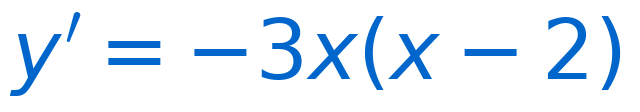 y′ = −3x(x − 2)